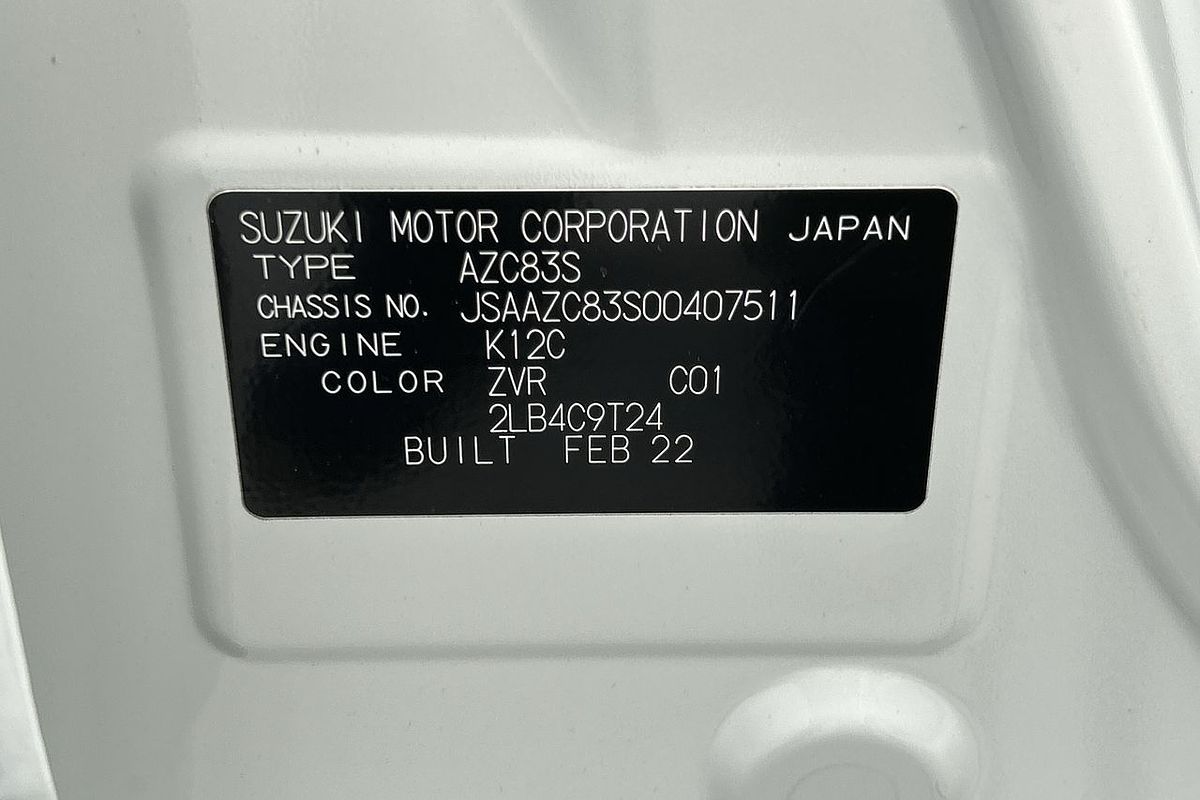 SUZUKI MOTOR CORPORATION JAPAN
TYPE AZC83S
CHASSIS NO. JSAAZC83S00407511
ENGINE K12C
COLOR ZVR C01
2LB4C9T24
BUILT FEB 22